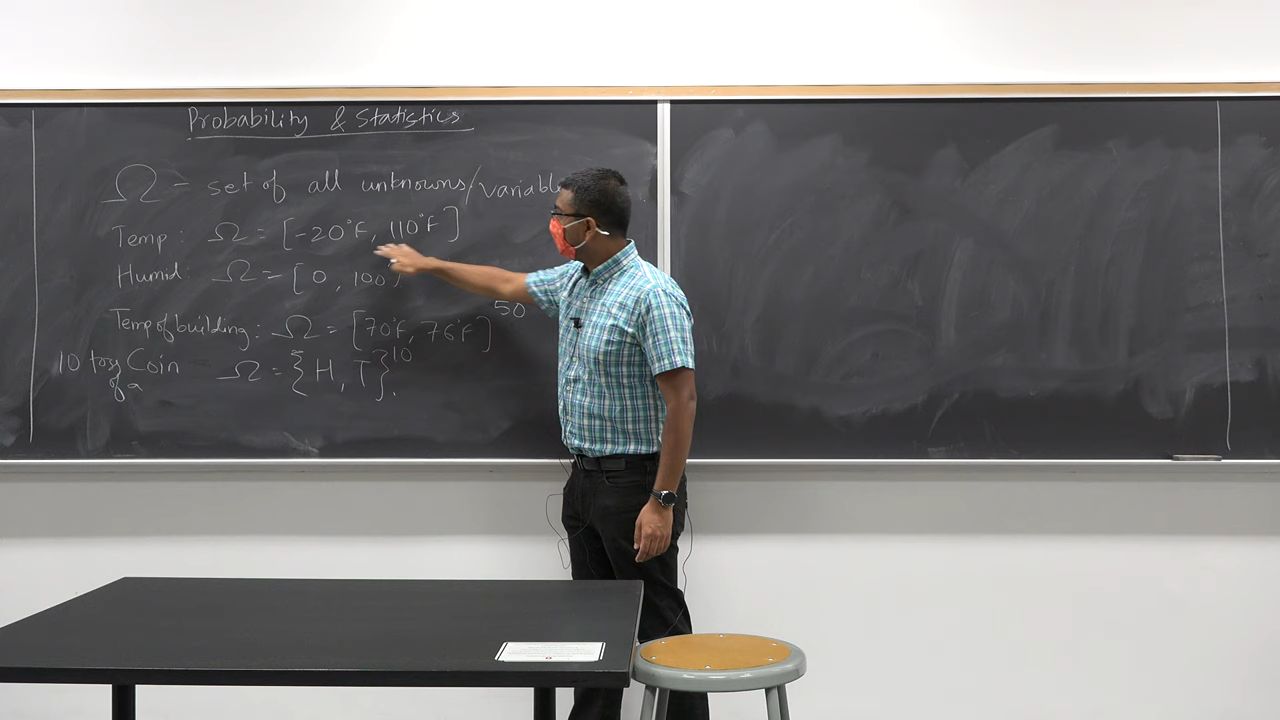 Probability & Statistics
Ω = set of all unknowns/variable
Temp: Ω = [-20°F, 110°F]
Humid: Ω = [0, 100)
Temp of building: Ω = [70°F, 76°F]^50
10 toss of a Coin Ω = {H, T}^10.